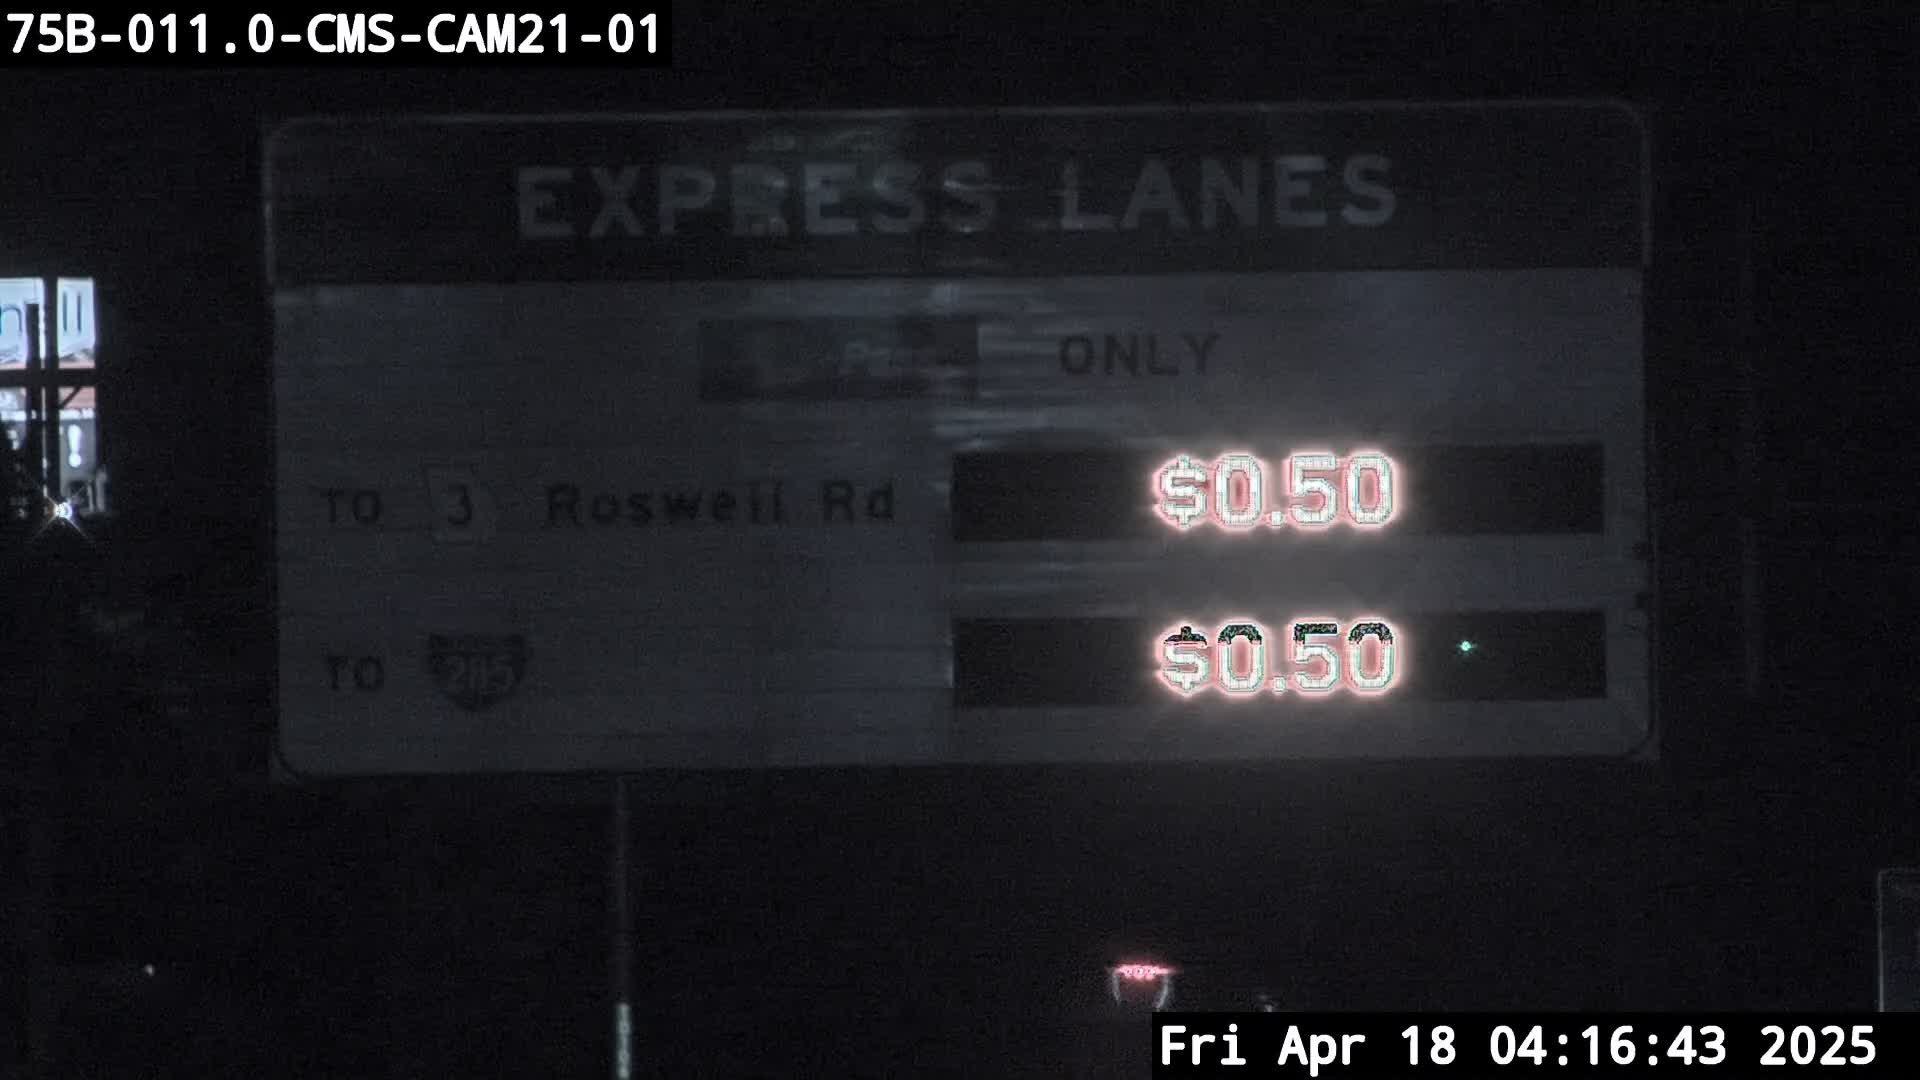 75B-011.0-CMS-CAM21-01
EXPRESS LANES
ONLY
TO 3 Roswell Rd $0.50
TO 285 $0.50
Fri Apr 18 04:16:43 2025